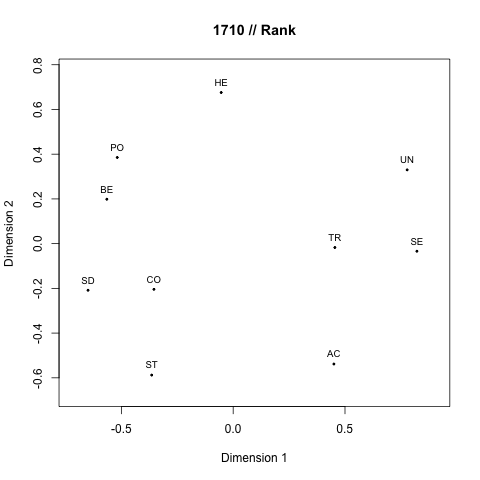 1710 // Rank
0.8
HE
0.6
PO
0.4
UN
BE
0.2
TR
SE
0.0
Dimension 2
SD
CO
-0.2
ST
AC
-0.4
-0.6
-0.5
0.0
0.5
Dimension 1